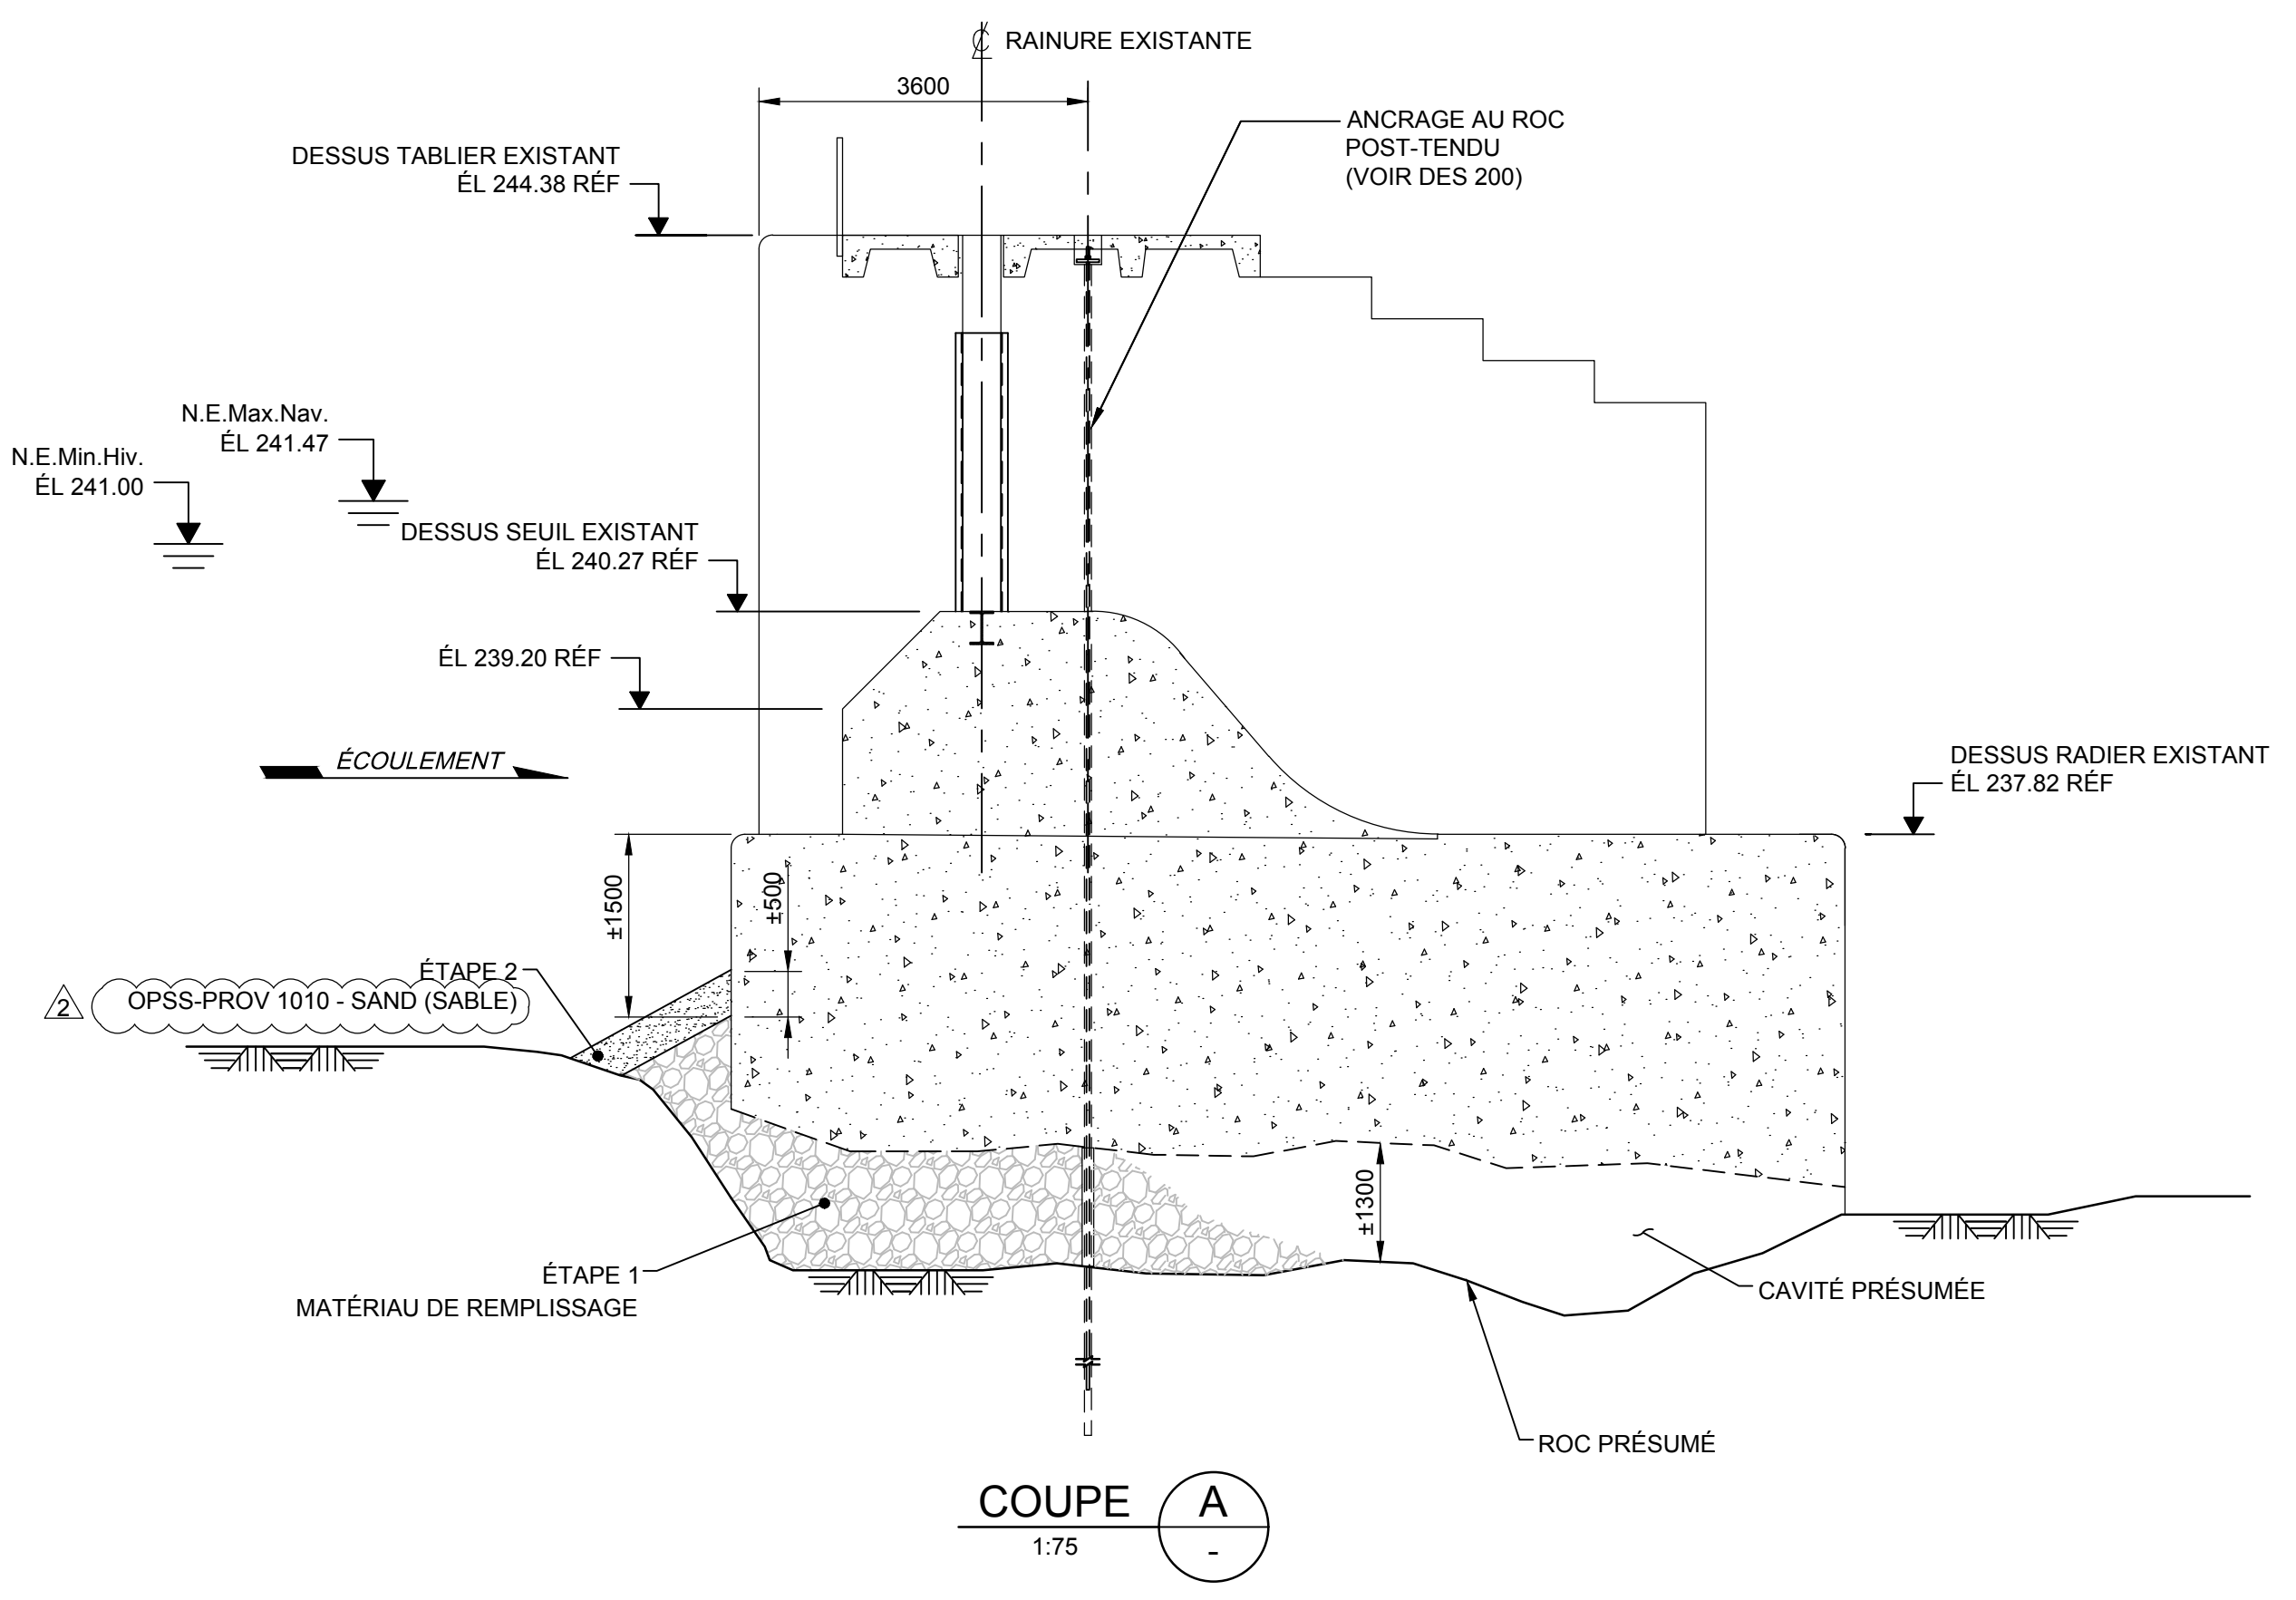 ℄ RAINURE EXISTANTE
3600
ANCRAGE AU ROC
POST-TENDU
(VOIR DES 200)
DESSUS TABLIER EXISTANT
ÉL 244.38 RÉF
N.E.Max.Nav.
ÉL 241.47
N.E.Min.Hiv.
ÉL 241.00
DESSUS SEUIL EXISTANT
ÉL 240.27 RÉF
ÉL 239.20 RÉF
ÉCOULEMENT
DESSUS RADIER EXISTANT
ÉL 237.82 RÉF
±1500
±500
ÉTAPE 2
2 OPSS-PROV 1010 - SAND (SABLE)
±1300
ÉTAPE 1
MATÉRIAU DE REMPLISSAGE
CAVITÉ PRÉSUMÉE
ROC PRÉSUMÉ
COUPE A
1:75 -